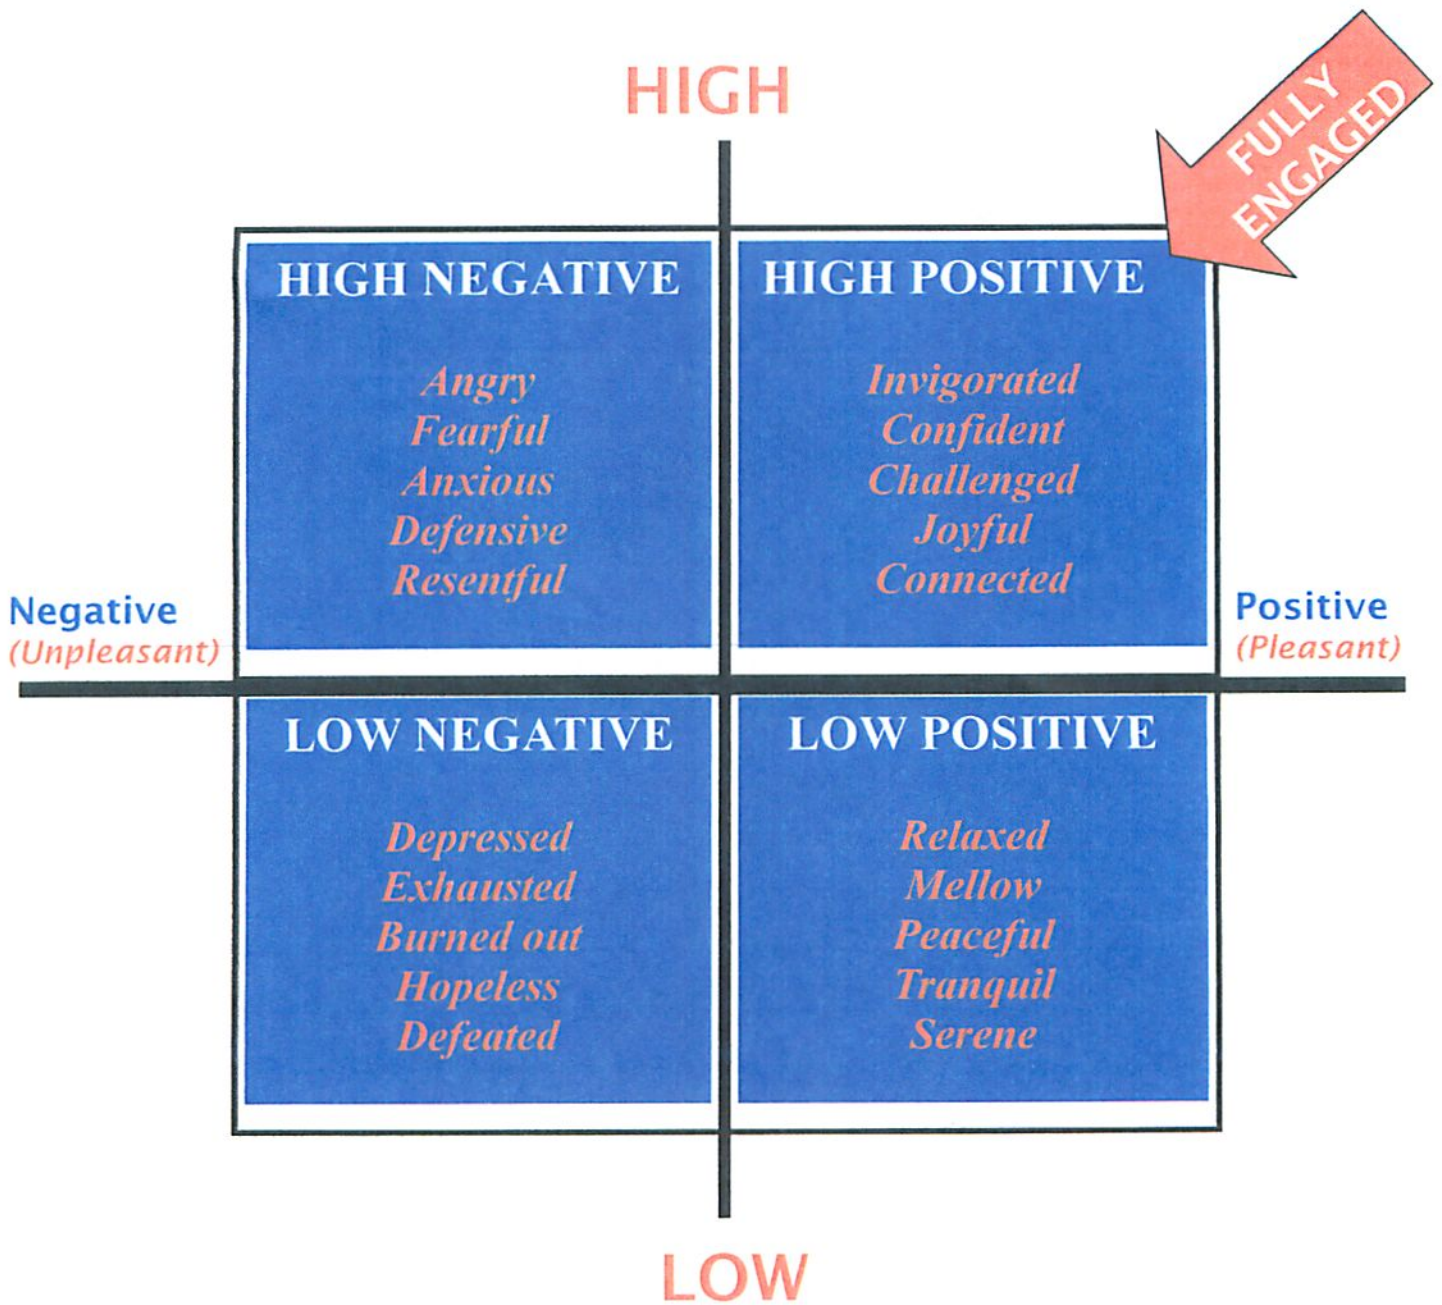 HIGH
FULLY
ENGAGED
HIGH NEGATIVE
Angry
Fearful
Anxious
Defensive
Resentful
HIGH POSITIVE
Invigorated
Confident
Challenged
Joyful
Connected
Negative
(Unpleasant)
Positive
(Pleasant)
LOW NEGATIVE
Depressed
Exhausted
Burned out
Hopeless
Defeated
LOW POSITIVE
Relaxed
Mellow
Peaceful
Tranquil
Serene
LOW